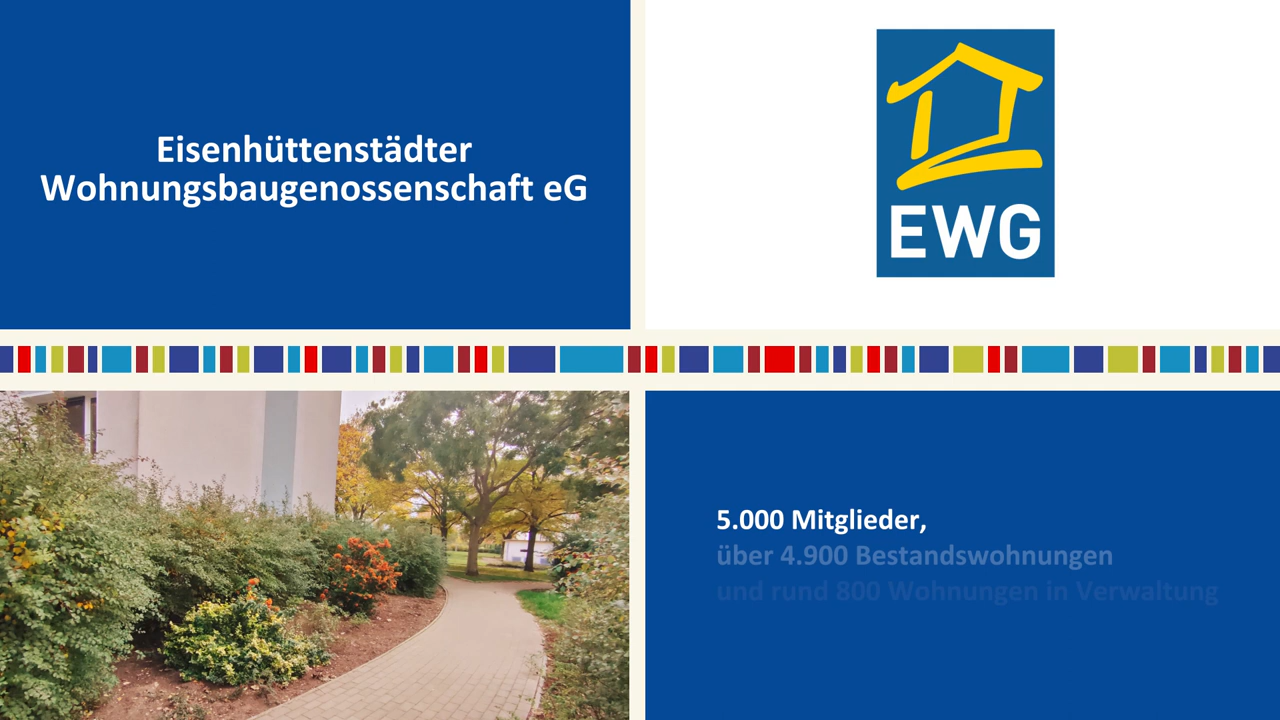 Eisenhüttenstädter
Wohnungsbaugenossenschaft eG
EWG
5.000 Mitglieder,
über 4.900 Bestandswohnungen
und rund 800 Wohnungen in Verwaltung